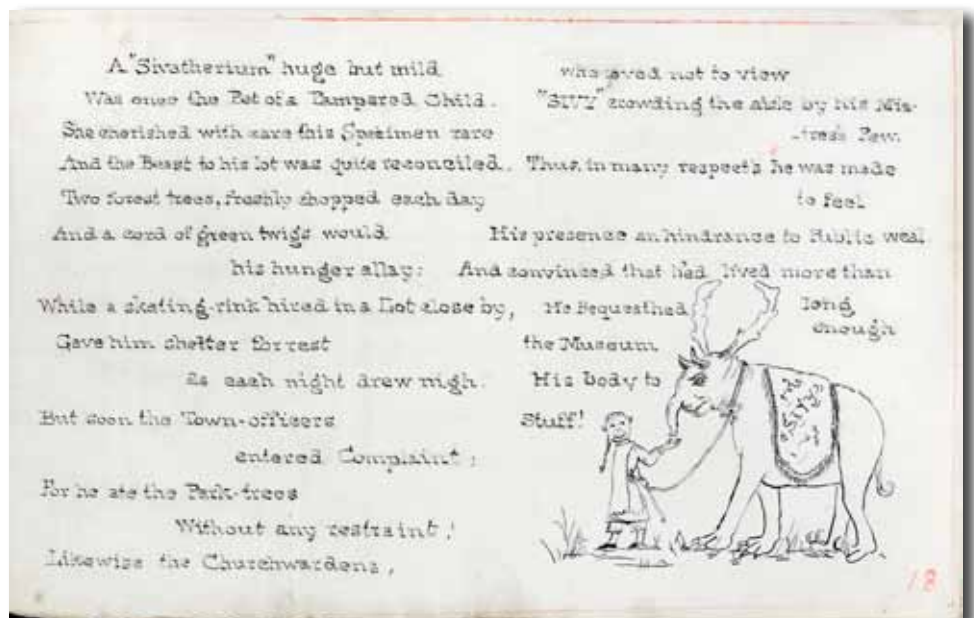 A "Sivatherium" huge but mild
Was once the Pet of a Pampered Child.
She cherished with care this Specimen rare
And the Beast to his lot was quite reconciled.
Two forest trees, freshly chopped each day
And a cord of green twigs would
his hunger allay:
While a skating-rink hired in a Lot close by,
Gave him shelter for rest
as each night drew nigh.
But soon the Town-officers
entered Complaint;
For he ate the Park-trees
Without any restraint!
Likewise the Churchwardens,
who loved not to view
"SIVY" crowding the aisle by his Mis-
-tress Pew.
Thus, in many respects he was made
to feel
His presence an hindrance to Public weal
And convinced that he'd lived more than
long
enough
He Bequeathed
the Museum
His body to
Stuff!
18